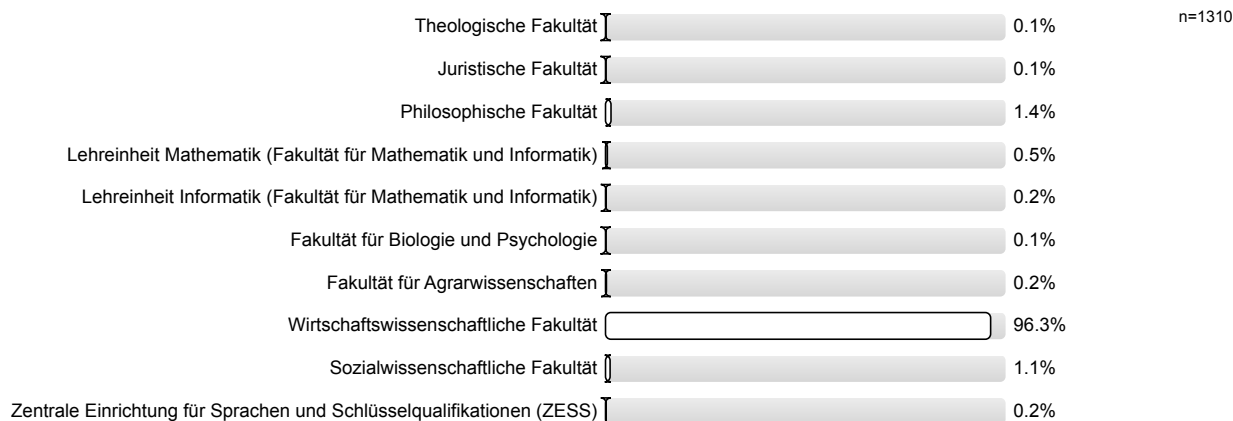 n=1310
Theologische Fakultät 0.1%
Juristische Fakultät 0.1%
Philosophische Fakultät 1.4%
Lehreinheit Mathematik (Fakultät für Mathematik und Informatik) 0.5%
Lehreinheit Informatik (Fakultät für Mathematik und Informatik) 0.2%
Fakultät für Biologie und Psychologie 0.1%
Fakultät für Agrarwissenschaften 0.2%
Wirtschaftswissenschaftliche Fakultät 96.3%
Sozialwissenschaftliche Fakultät 1.1%
Zentrale Einrichtung für Sprachen und Schlüsselqualifikationen (ZESS) 0.2%